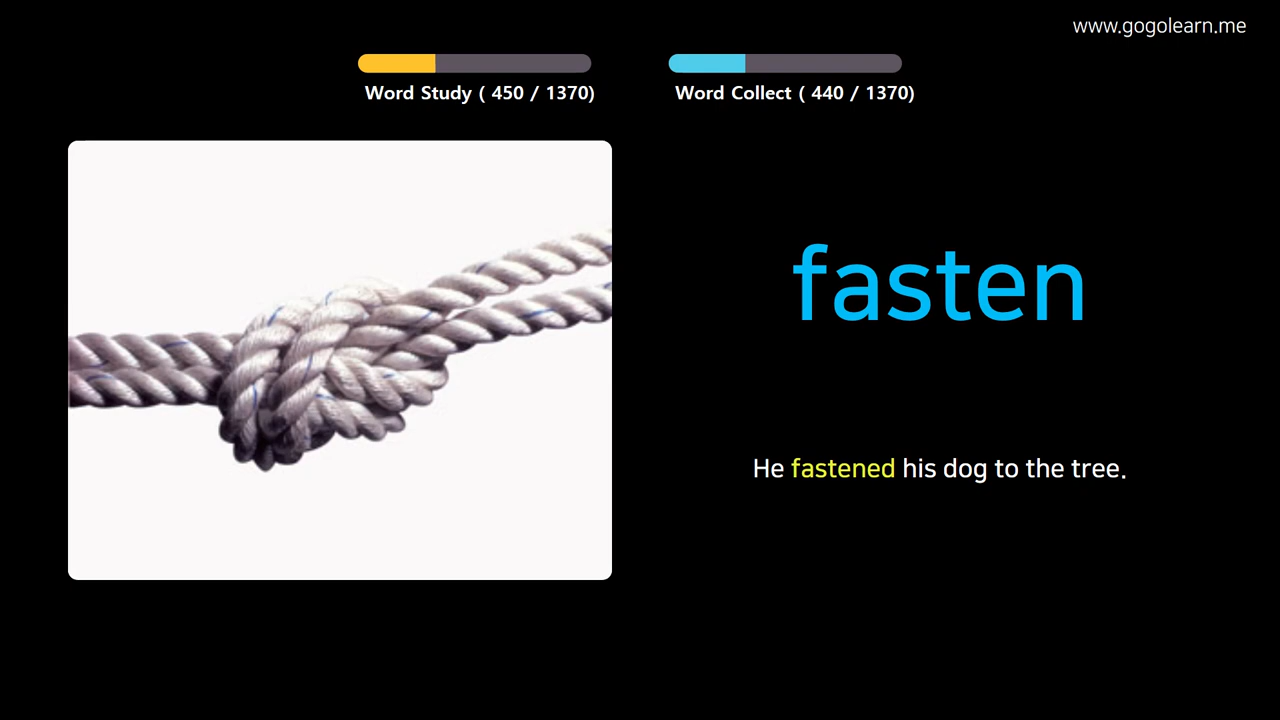 www.gogolearn.me
Word Study ( 450 / 1370)
Word Collect ( 440 / 1370)
fasten
He fastened his dog to the tree.